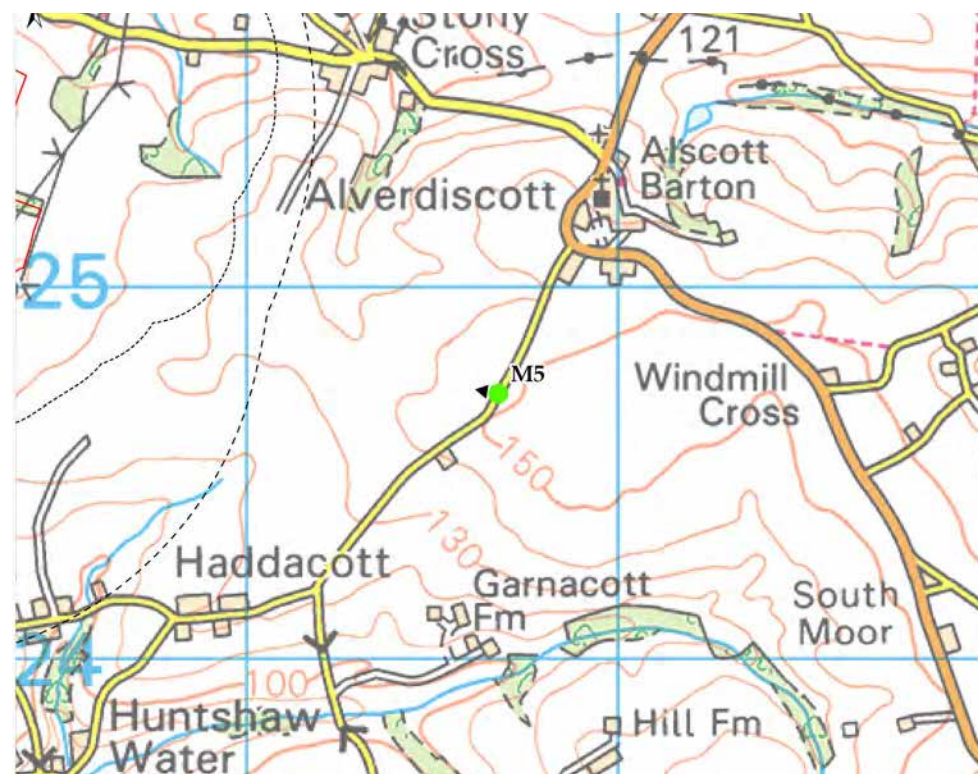 Stony
Cross
121
Alscott
Barton
Alverdiscott
25
M5
Windmill
Cross
150
130
Haddacott
Garnacott
Fm
South
Moor
24
100
Huntshaw
Water
Hill Fm